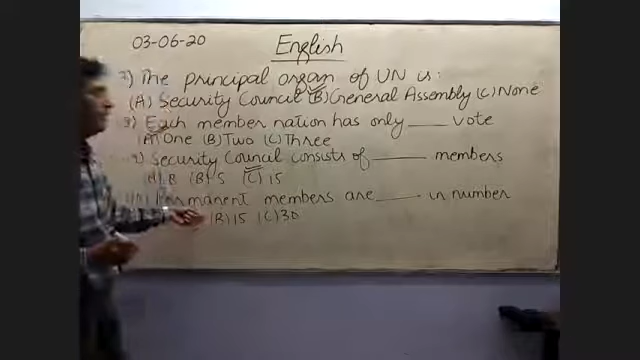 03-06-20
English
7) The principal organ of UN is:
(A) Security Council (B) General Assembly (C) None
8) Each member nation has only ____ vote
(A) One (B) Two (C) Three
9) Security Council consists of ____ members
(A) 8 (B) 5 (C) 15
10) Permanent members are ____ in number
(B) 15 (C) 30